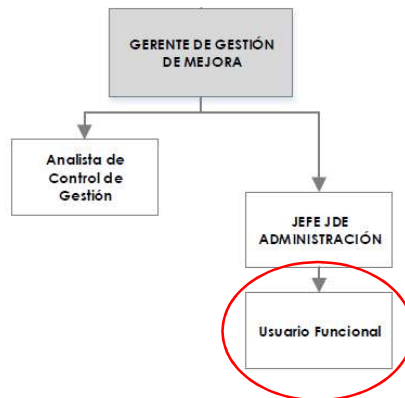 GERENTE DE GESTIÓN
DE MEJORA
Analista de
Control de
Gestión
JEFE JDE
ADMINISTRACIÓN
Usuario Funcional